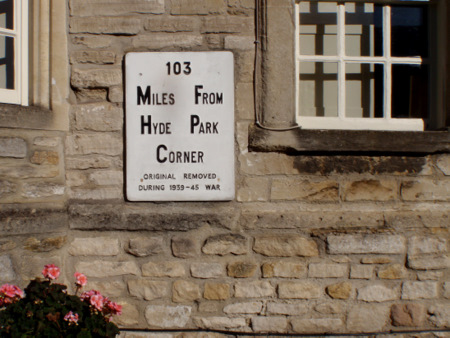 103
Miles From
Hyde Park
Corner
Original Removed
During 1939-45 War